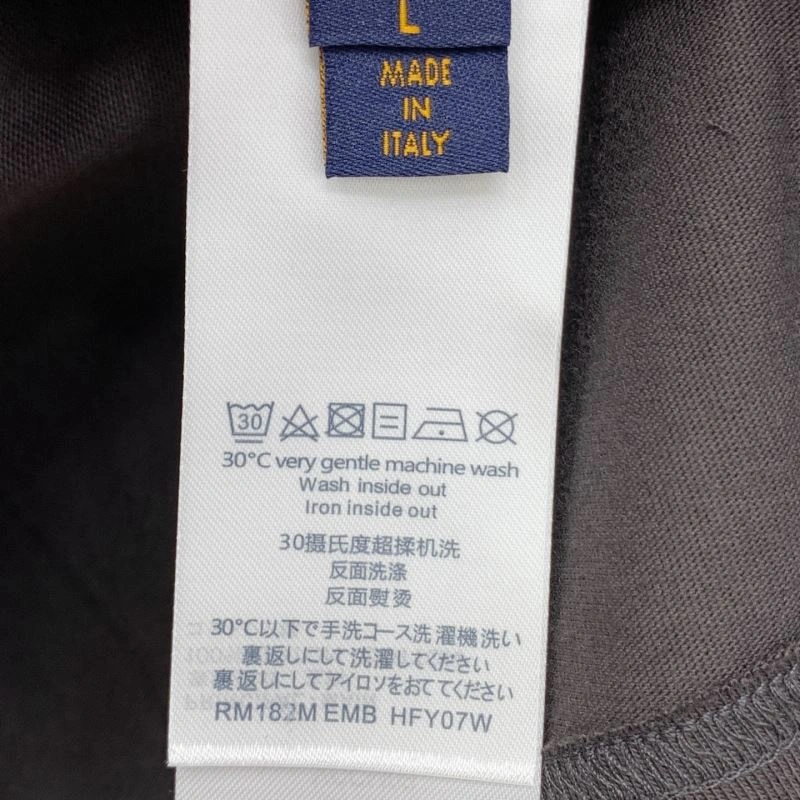 L
MADE
IN
ITALY
30
30°C very gentle machine wash
Wash inside out
Iron inside out
30摄氏度超揉机洗
反面洗涤
反面熨烫
30°C以下で手洗コース洗濯機洗い
裏返しにして洗濯してください
裏返しにしてアイロソをおててください
RM182M EMB HFY07W